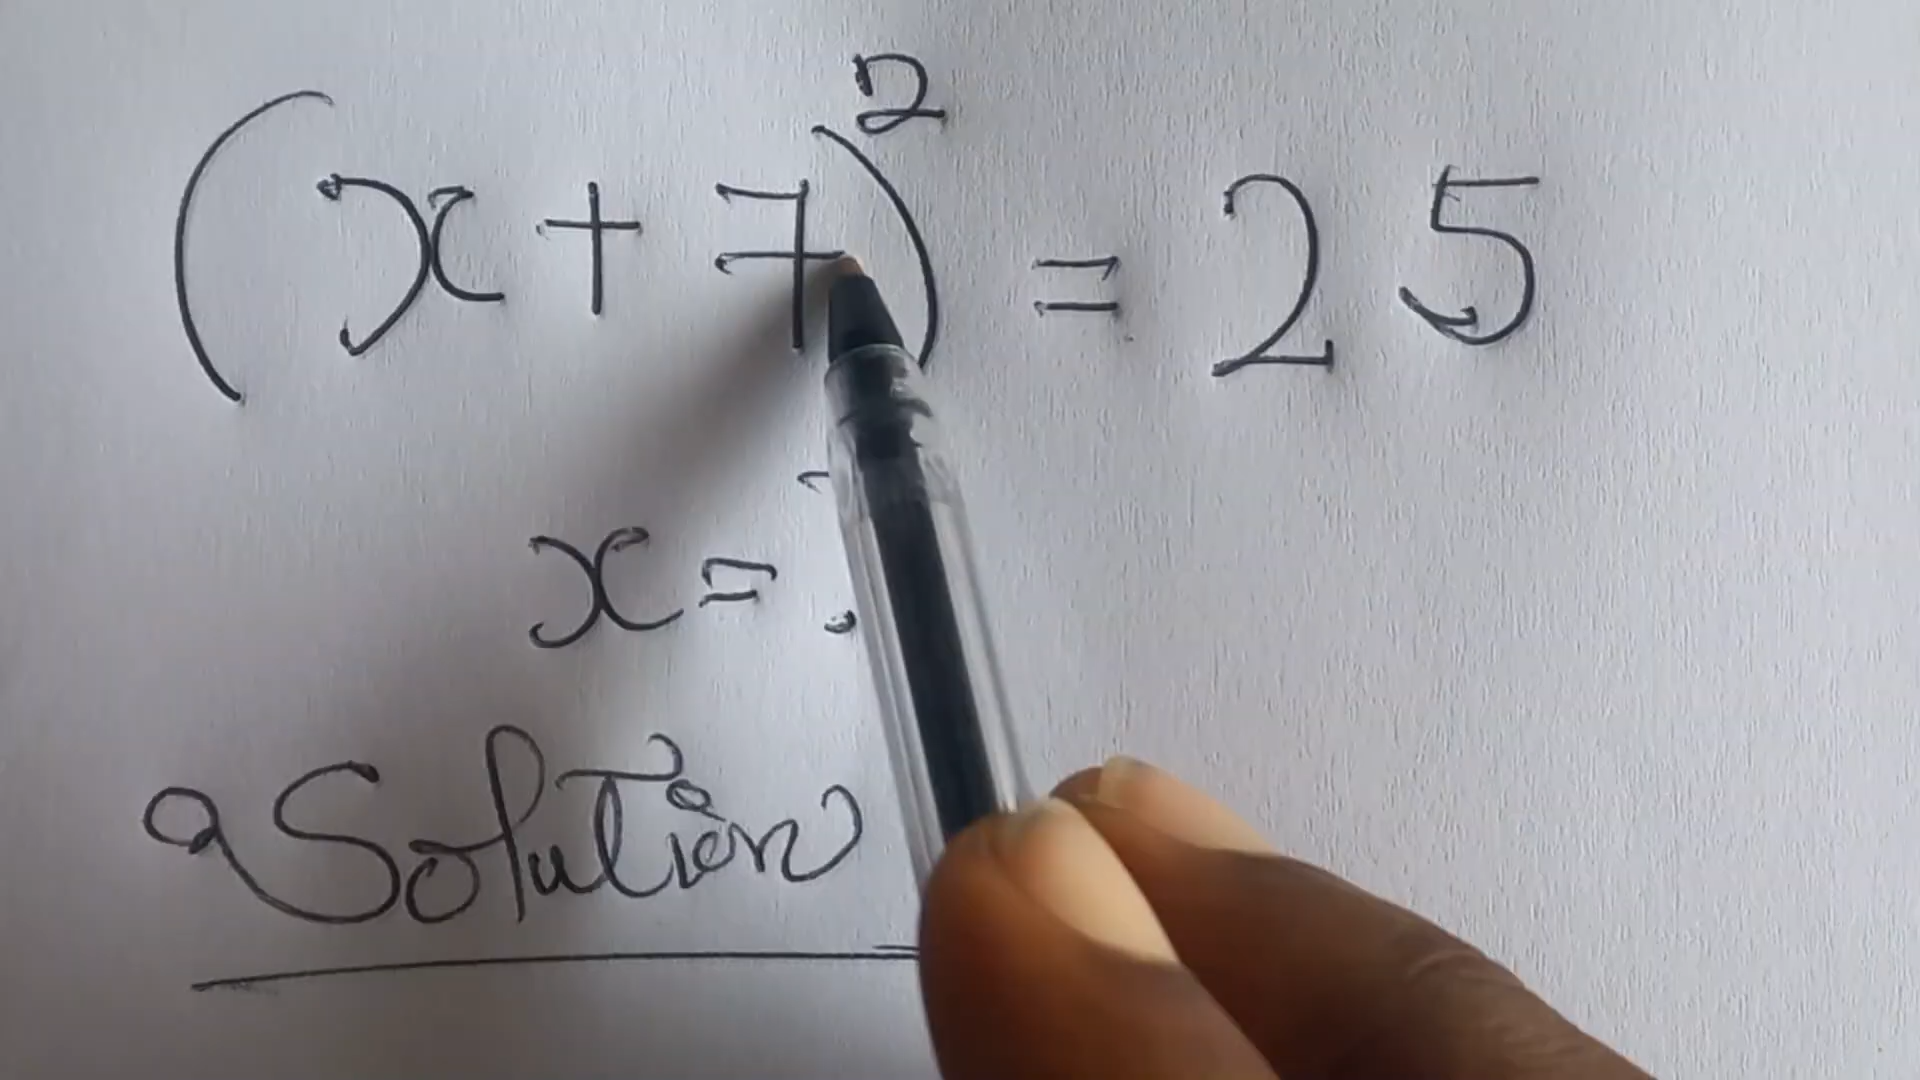 (x+7)² = 25
x = ?
Solution